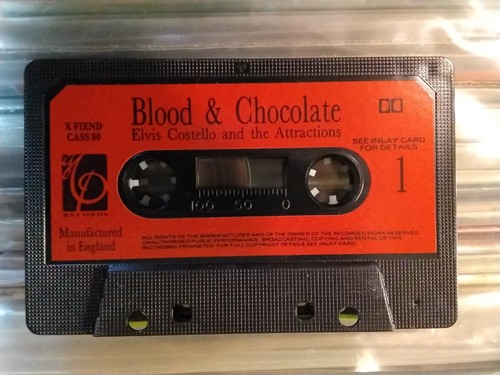 Blood & Chocolate
Elvis Costello and the Attractions
X FIEND
CASS 80
SEE INLAY CARD
FOR DETAILS
1
RECORDS
Manufactured
in England
100 50 0
ALL RIGHTS OF THE MANUFACTURER AND OF THE OWNER OF THE RECORDED WORK RESERVED
UNAUTHORISED PUBLIC PERFORMANCE, BROADCASTING, COPYING AND RENTAL OF THIS
RECORDING PROHIBITED. FOR FULL COPYRIGHT DETAILS SEE INLAY CARD.